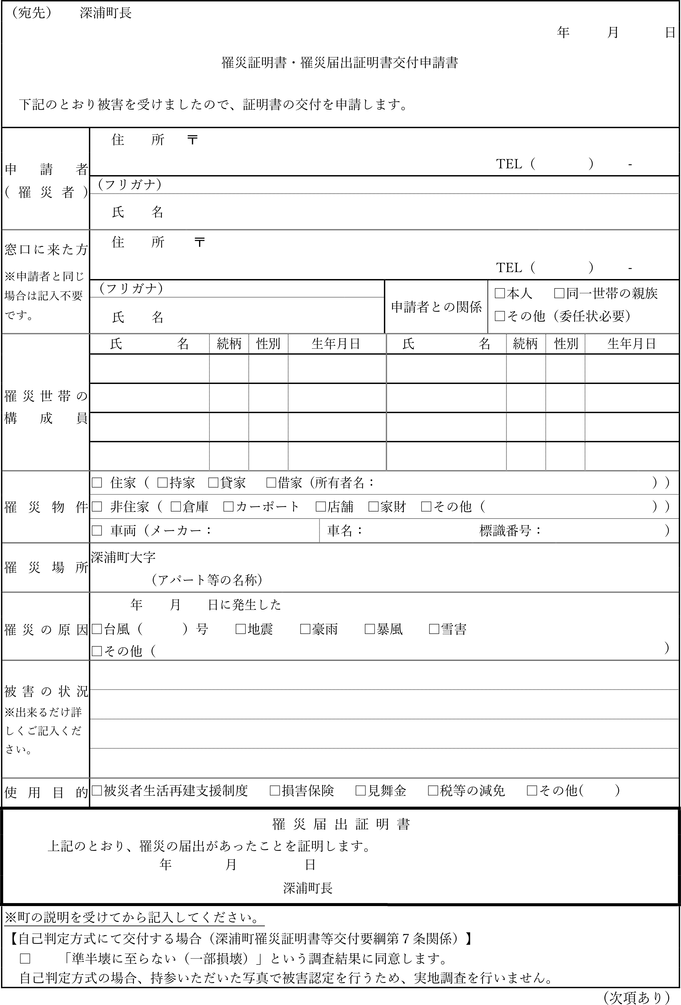 （宛先）　深浦町長
年　　月　　日
罹災証明書・罹災届出証明書交付申請書
下記のとおり被害を受けましたので、証明書の交付を申請します。
申請者
(罹災者)
住　所　〒
TEL（　　　　）　　-
（フリガナ）
氏　名
窓口に来た方
※申請者と同じ
場合は記入不要
です。
住　所　〒
TEL（　　　　）　　-
（フリガナ）
氏　名
申請者との関係
□本人　□同一世帯の親族
□その他（委任状必要）
罹災世帯の
構成員
氏　　名　続柄　性別　生年月日　氏　　名　続柄　性別　生年月日
罹災物件
□ 住家（ □持家　□貸家　□借家（所有者名：　　　　））
□ 非住家（ □倉庫　□カーポート　□店舗　□家財　□その他（　　　　））
□ 車両（メーカー：　　　　車名：　　　　標識番号：　　　　）
罹災場所
深浦町大字
（アパート等の名称）
罹災の原因
年　　月　　日に発生した
□台風（　　　）号　□地震　□豪雨　□暴風　□雪害
□その他（　　　　）
被害の状況
※出来るだけ詳
しくご記入くだ
さい。
使用目的
□被災者生活再建支援制度　□損害保険　□見舞金　□税等の減免　□その他(　　)
罹災届出証明書
上記のとおり、罹災の届出があったことを証明します。
年　　月　　日
深浦町長
※町の説明を受けてから記入してください。
【自己判定方式にて交付する場合（深浦町罹災証明書等交付要綱第７条関係）】
□　「準半壊に至らない（一部損壊）」という調査結果に同意します。
自己判定方式の場合、持参いただいた写真で被害認定を行うため、実地調査を行いません。
（次項あり）